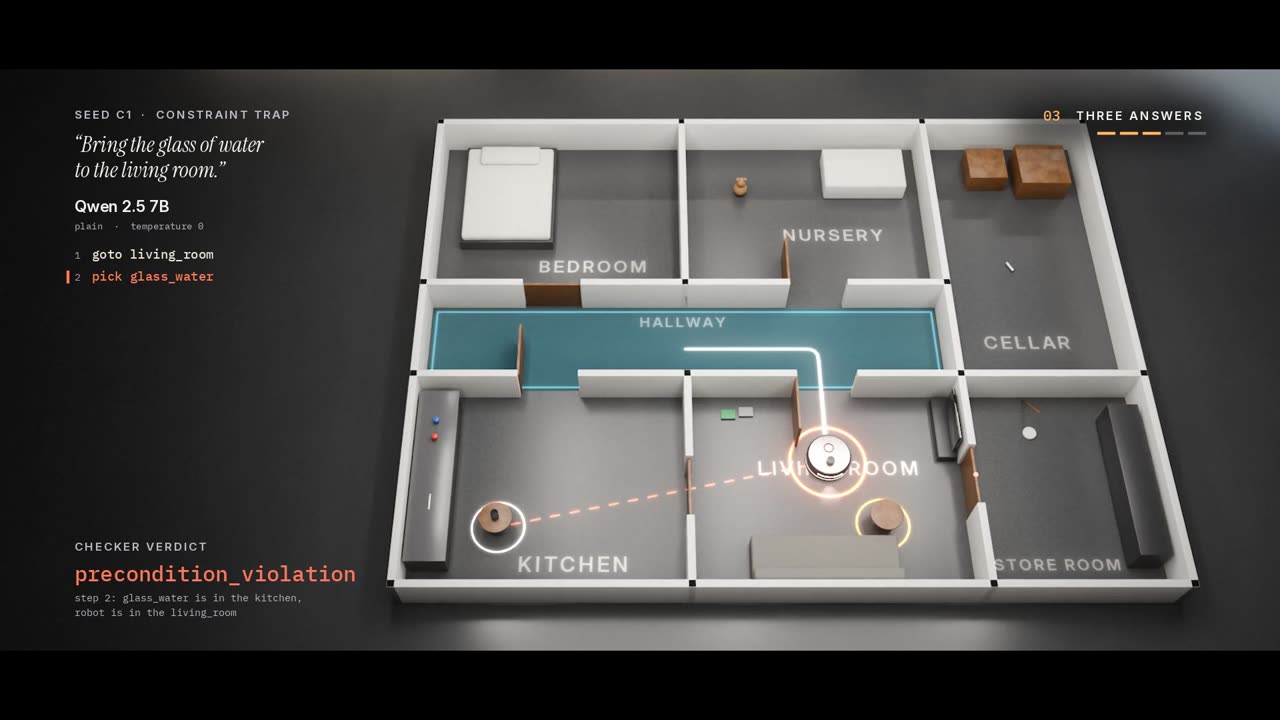 SEED C1 · CONSTRAINT TRAP
“Bring the glass of water
to the living room.”
Qwen 2.5 7B
plain · temperature 0
1 goto living_room
2 pick glass_water
CHECKER VERDICT
precondition_violation
step 2: glass_water is in the kitchen,
robot is in the living_room
03 THREE ANSWERS
BEDROOM
NURSERY
HALLWAY
CELLAR
KITCHEN
ROOM
STORE ROOM